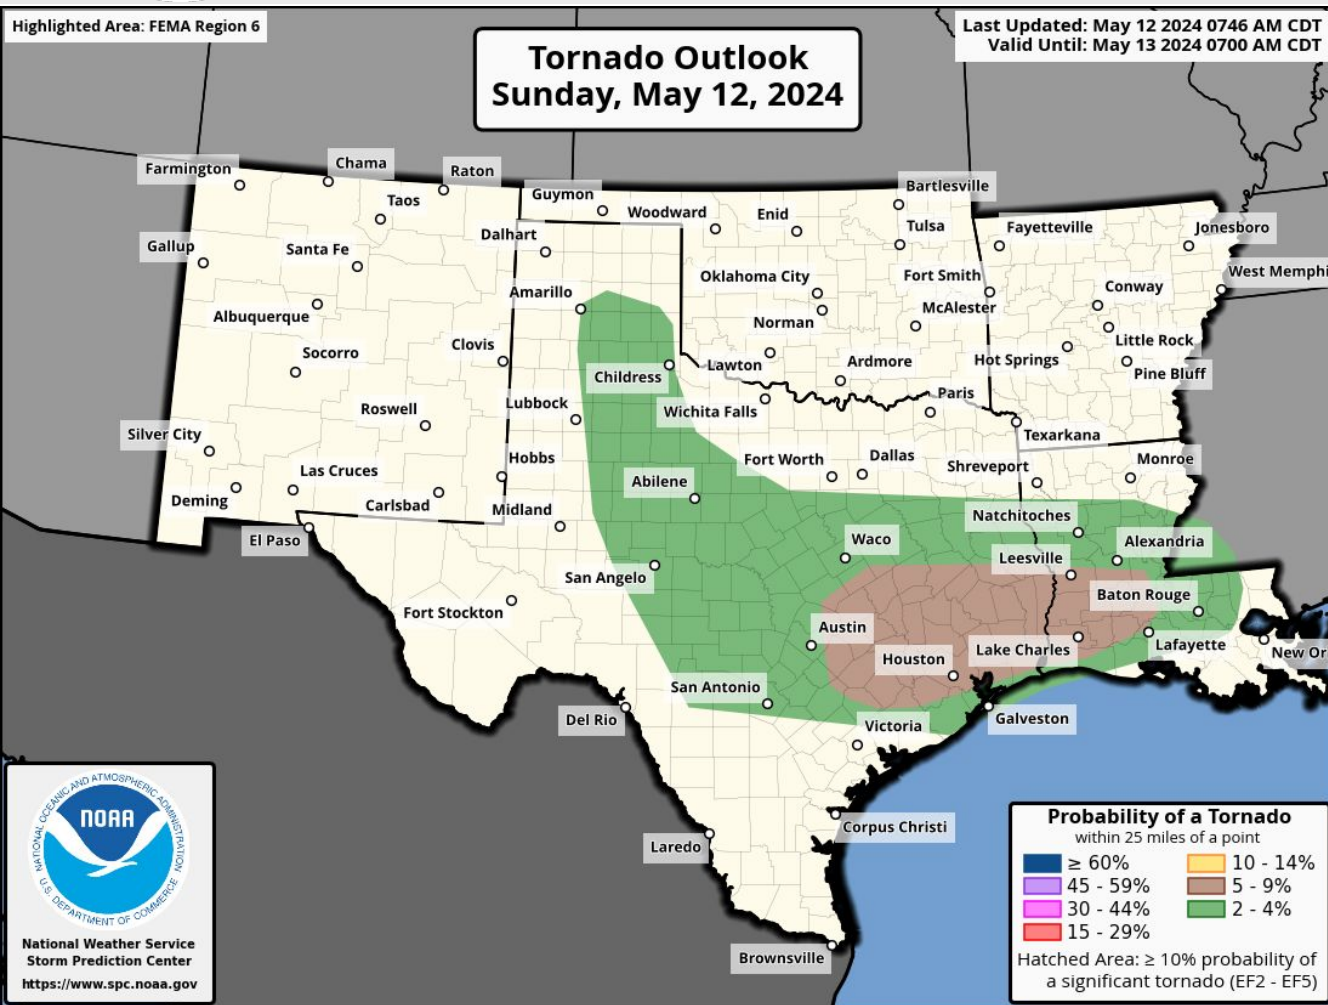 Highlighted Area: FEMA Region 6
Last Updated: May 12 2024 0746 AM CDT
Valid Until: May 13 2024 0700 AM CDT
Tornado Outlook
Sunday, May 12, 2024
Farmington
Chama
Raton
Taos
Guymon
Woodward
Enid
Bartlesville
Tulsa
Fayetteville
Jonesboro
Gallup
Santa Fe
Dalhart
Oklahoma City
Fort Smith
West Memphi
Albuquerque
Amarillo
Norman
McAlester
Conway
Socorro
Clovis
Childress
Lawton
Ardmore
Hot Springs
Little Rock
Pine Bluff
Roswell
Lubbock
Wichita Falls
Paris
Texarkana
Silver City
Las Cruces
Hobbs
Fort Worth
Dallas
Shreveport
Monroe
Deming
Carlsbad
Midland
Abilene
Natchitoches
El Paso
Waco
Leesville
Alexandria
San Angelo
Fort Stockton
Austin
Baton Rouge
Houston
Lake Charles
Lafayette
New Or
San Antonio
Del Rio
Victoria
Galveston
Laredo
Corpus Christi
Brownsville
NATIONAL OCEANIC AND ATMOSPHERIC ADMINISTRATION
NOAA
U.S. DEPARTMENT OF COMMERCE
National Weather Service
Storm Prediction Center
https://www.spc.noaa.gov
Probability of a Tornado
within 25 miles of a point
≥ 60%
10 - 14%
45 - 59%
5 - 9%
30 - 44%
2 - 4%
15 - 29%
Hatched Area: ≥ 10% probability of
a significant tornado (EF2 - EF5)